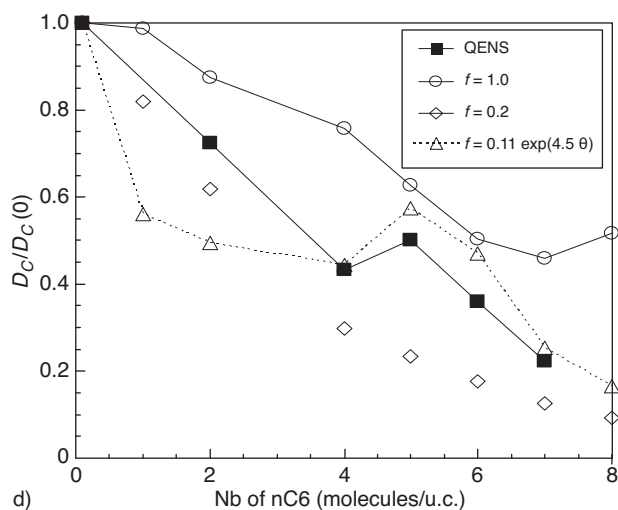 1.0
0.8
0.6
0.4
0.2
0
D_C/D_C(0)
QENS
f = 1.0
f = 0.2
f = 0.11 exp(4.5 θ)
0 2 4 6 8
Nb of nC6 (molecules/u.c.)
d)